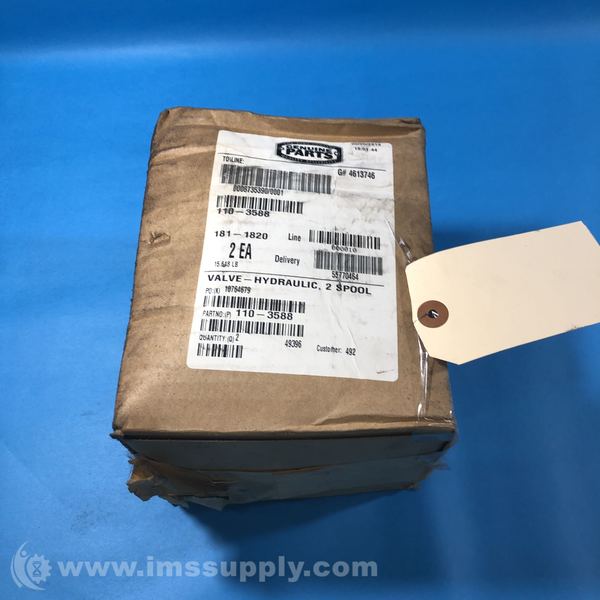 GENUINE
PARTS
TO/LINE:
G# 4613746
0008735390/0001
110-3588
181-1820
Line
000010
2 EA
Delivery
15.648 LB
55770464
VALVE-HYDRAULIC, 2 SPOOL
PO:(K) 10764679
PARTNO:(P) 110-3588
QUANTITY:(Q) 2
49396
Customer: 492
www.imssupply.com